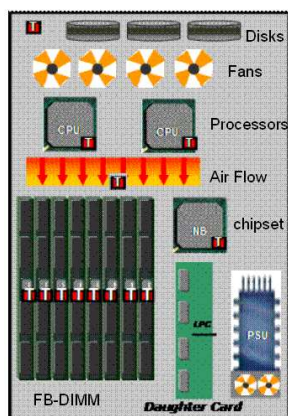 T
Disks
Fans
Processors
CPU
T
CPU
T
Air Flow
T
chipset
NB
T
T T T T T T T T
LPC
PSU
FB-DIMM
Daughter Card